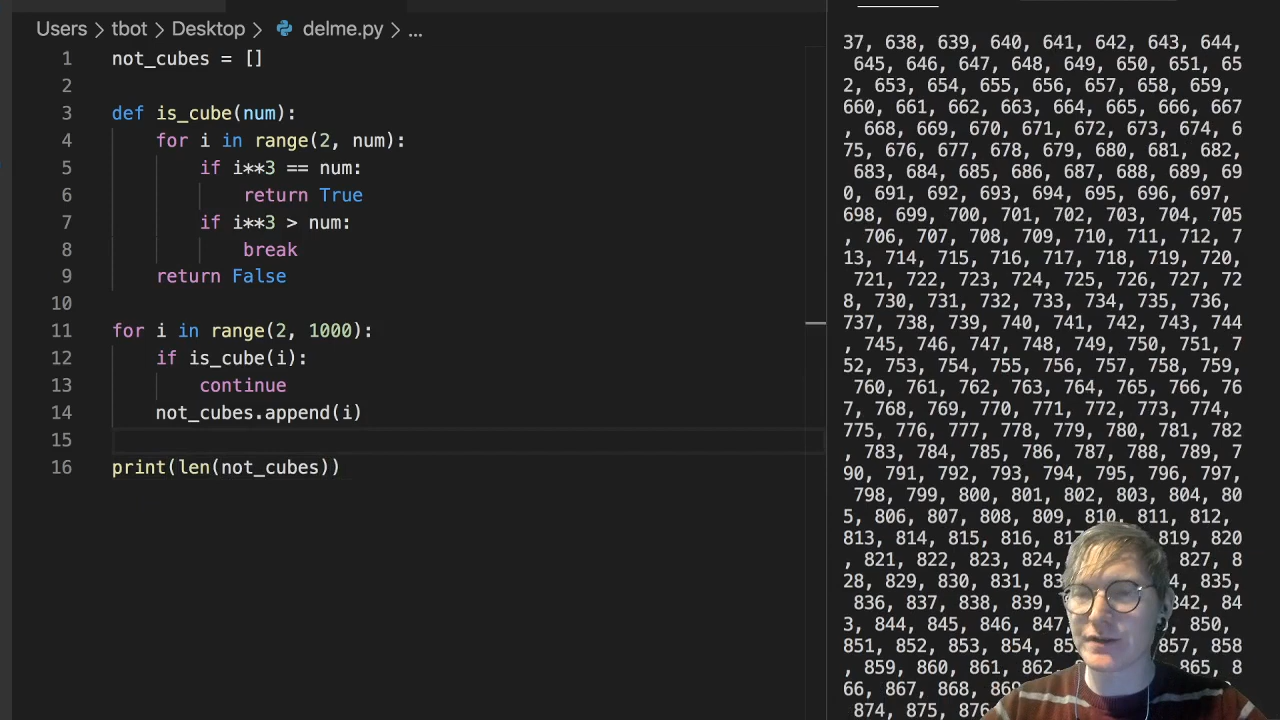 Users > tbot > Desktop > delme.py > ...
1 not_cubes = []
2
3 def is_cube(num):
4 for i in range(2, num):
5 if i**3 == num:
6 return True
7 if i**3 > num:
8 break
9 return False
10
11 for i in range(2, 1000):
12 if is_cube(i):
13 continue
14 not_cubes.append(i)
15
16 print(len(not_cubes))
37, 638, 639, 640, 641, 642, 643, 644,
645, 646, 647, 648, 649, 650, 651, 65
2, 653, 654, 655, 656, 657, 658, 659,
660, 661, 662, 663, 664, 665, 666, 667
, 668, 669, 670, 671, 672, 673, 674, 6
75, 676, 677, 678, 679, 680, 681, 682,
683, 684, 685, 686, 687, 688, 689, 69
0, 691, 692, 693, 694, 695, 696, 697,
698, 699, 700, 701, 702, 703, 704, 705
, 706, 707, 708, 709, 710, 711, 712, 7
13, 714, 715, 716, 717, 718, 719, 720,
721, 722, 723, 724, 725, 726, 727, 72
8, 730, 731, 732, 733, 734, 735, 736,
737, 738, 739, 740, 741, 742, 743, 744
, 745, 746, 747, 748, 749, 750, 751, 7
52, 753, 754, 755, 756, 757, 758, 759,
760, 761, 762, 763, 764, 765, 766, 76
7, 768, 769, 770, 771, 772, 773, 774,
775, 776, 777, 778, 779, 780, 781, 782
, 783, 784, 785, 786, 787, 788, 789, 7
90, 791, 792, 793, 794, 795, 796, 797,
798, 799, 800, 801, 802, 803, 804, 80
5, 806, 807, 808, 809, 810, 811, 812,
813, 814, 815, 816, 817 819, 820
, 821, 822, 823, 824, 827, 8
28, 829, 830, 831, 83 4, 835,
836, 837, 838, 839, 842, 84
3, 844, 845, 846, 847, 850,
851, 852, 853, 854, 857, 858
, 859, 860, 861, 862, 865, 8
66, 867, 868,
874, 875, 876